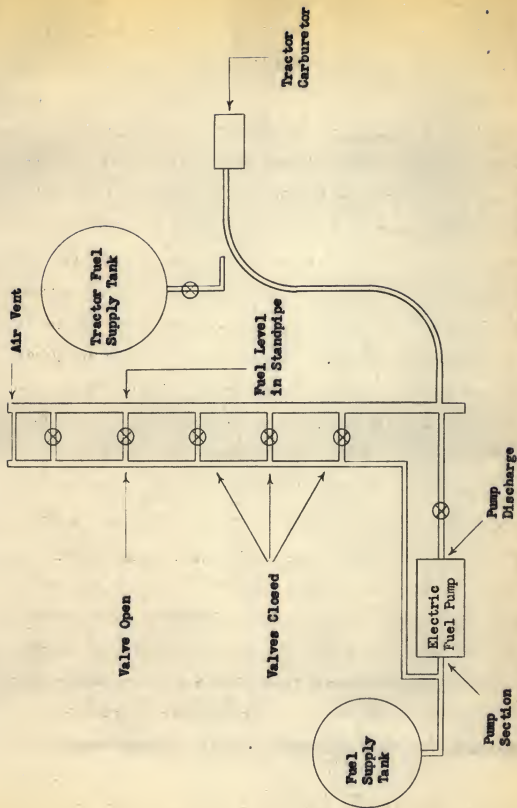 Air Vent
Tractor Fuel
Supply Tank
Tractor
Carburetor
Fuel Level
in Standpipe
Valve Open
Valves Closed
Pump
Discharge
Electric
Fuel Pump
Fuel
Supply
Tank
Pump
Section